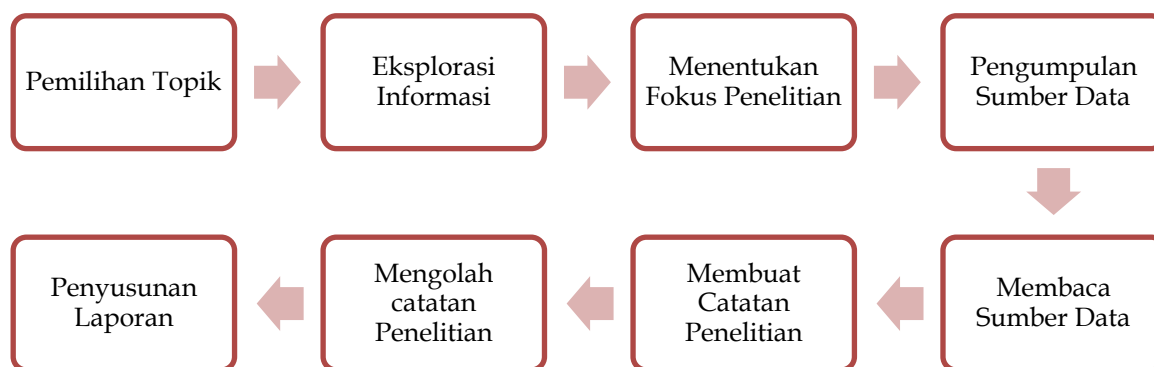 Pemilihan Topik
Eksplorasi
Informasi
Menentukan
Fokus Penelitian
Pengumpulan
Sumber Data
Membaca
Sumber Data
Membuat
Catatan
Penelitian
Mengolah
catatan
Penelitian
Penyusunan
Laporan